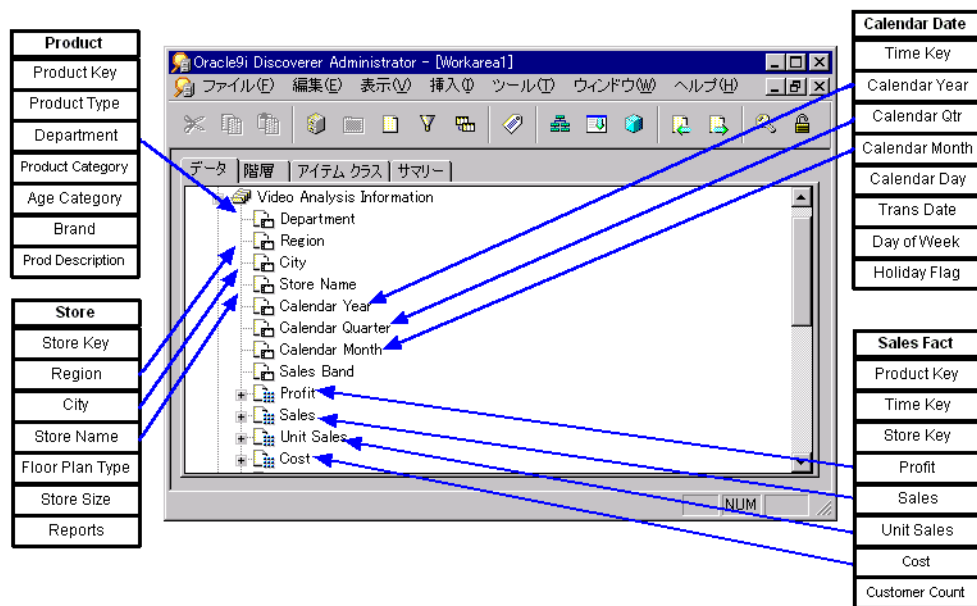 Product
Product Key
Product Type
Department
Product Category
Age Category
Brand
Prod Description
Store
Store Key
Region
City
Store Name
Floor Plan Type
Store Size
Reports
Oracle9i Discoverer Administrator - [Workarea1]
ファイル(F) 編集(E) 表示(V) 挿入(I) ツール(T) ウィンドウ(W) ヘルプ(H)
データ 階層 アイテム クラス サマリー
Video Analysis Information
Department
Region
City
Store Name
Calendar Year
Calendar Quarter
Calendar Month
Sales Band
Profit
Sales
Unit Sales
Cost
NUM
Calendar Date
Time Key
Calendar Year
Calendar Qtr
Calendar Month
Calendar Day
Trans Date
Day of Week
Holiday Flag
Sales Fact
Product Key
Time Key
Store Key
Profit
Sales
Unit Sales
Cost
Customer Count